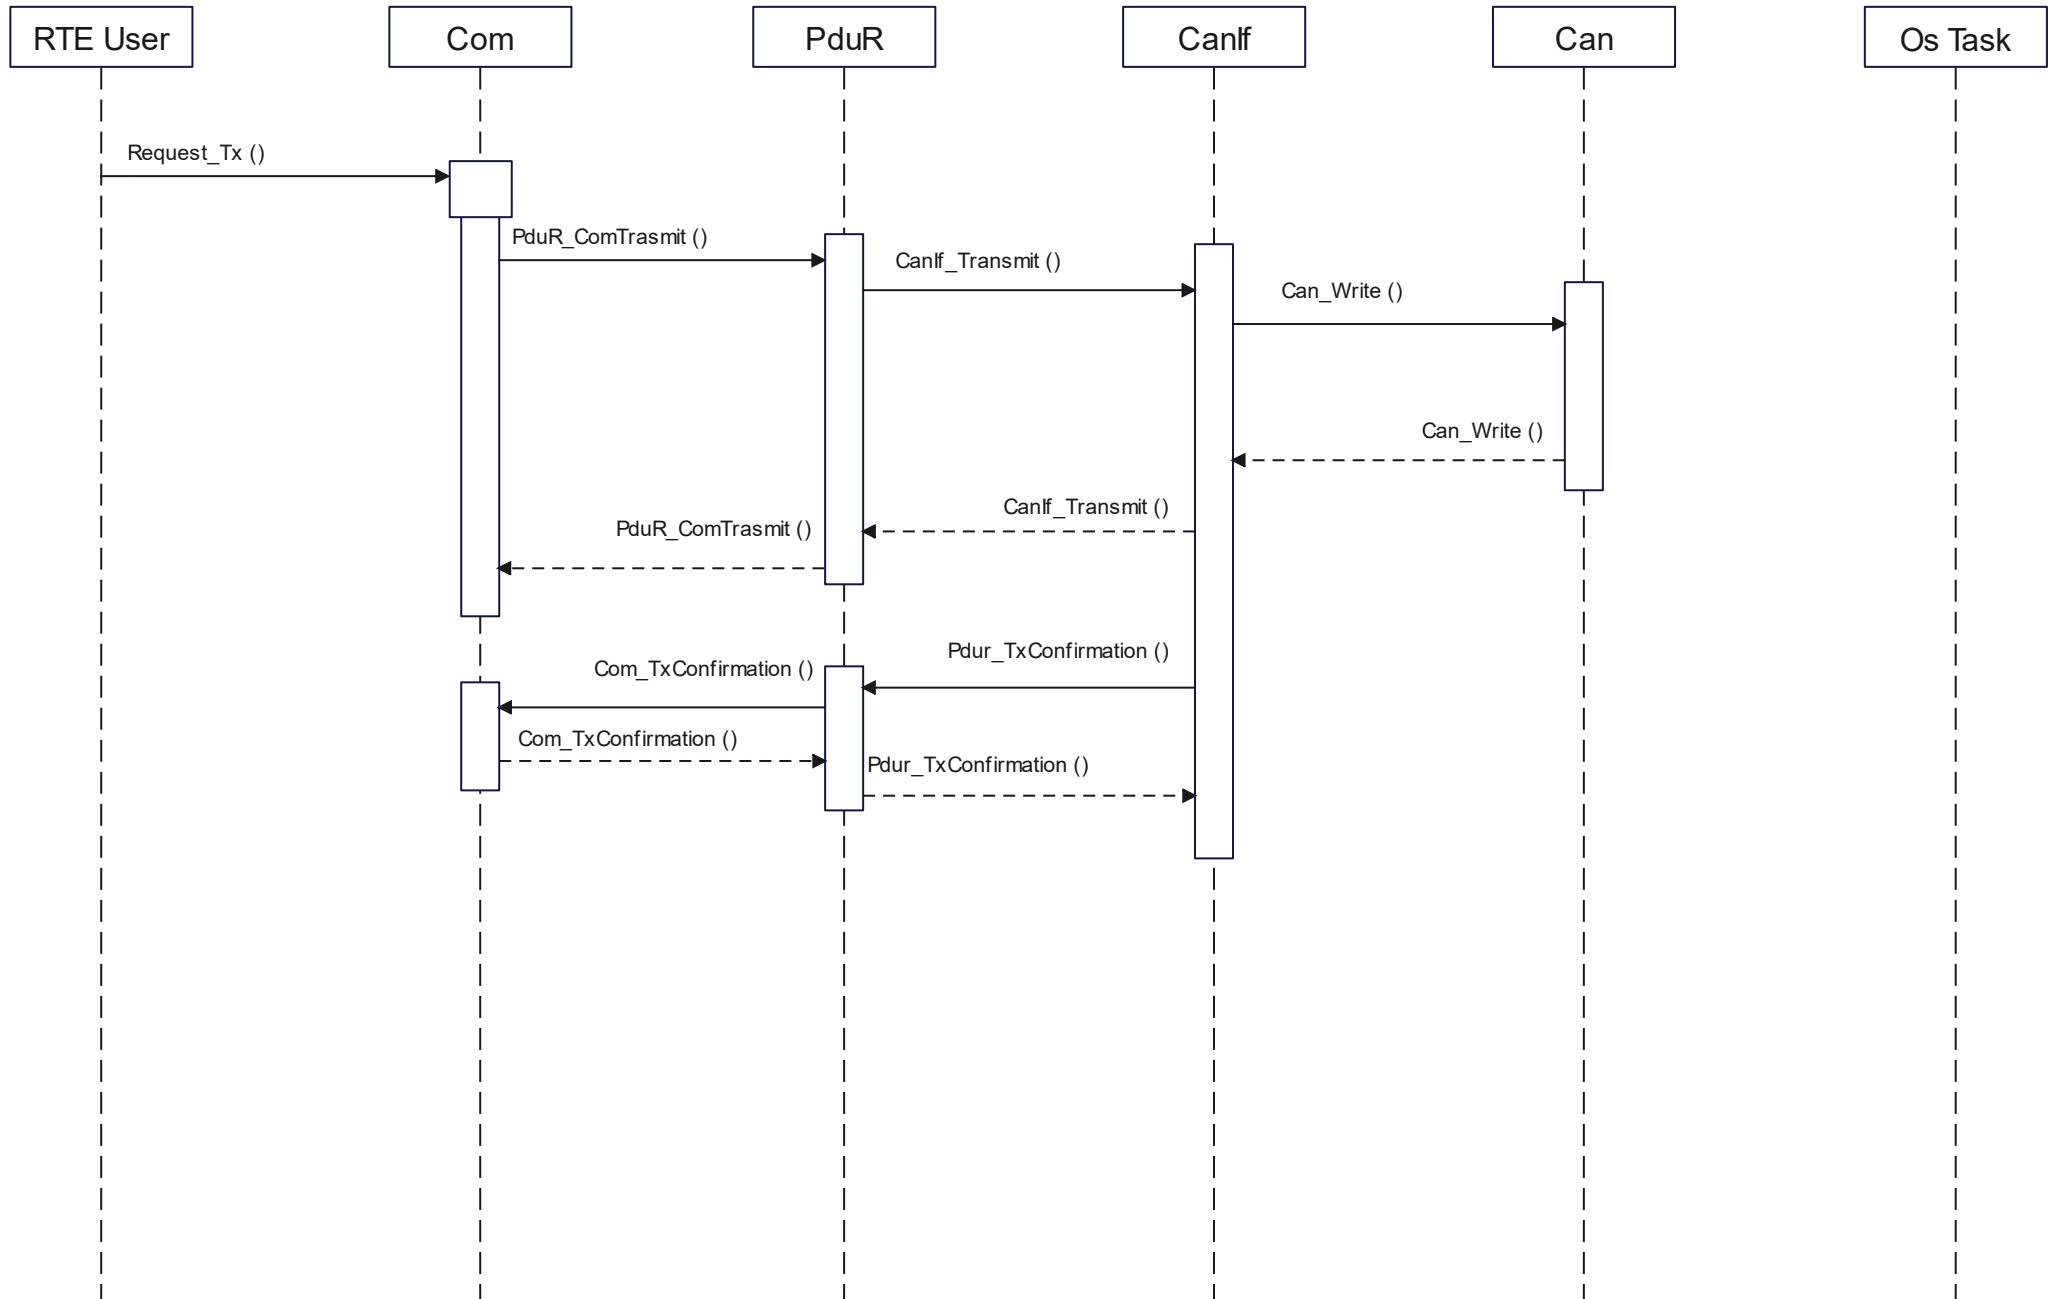 RTE User
Com
PduR
CanIf
Can
Os Task
Request_Tx ()
PduR_ComTrasmit ()
CanIf_Transmit ()
Can_Write ()
Can_Write ()
CanIf_Transmit ()
PduR_ComTrasmit ()
Pdur_TxConfirmation ()
Com_TxConfirmation ()
Com_TxConfirmation ()
Pdur_TxConfirmation ()